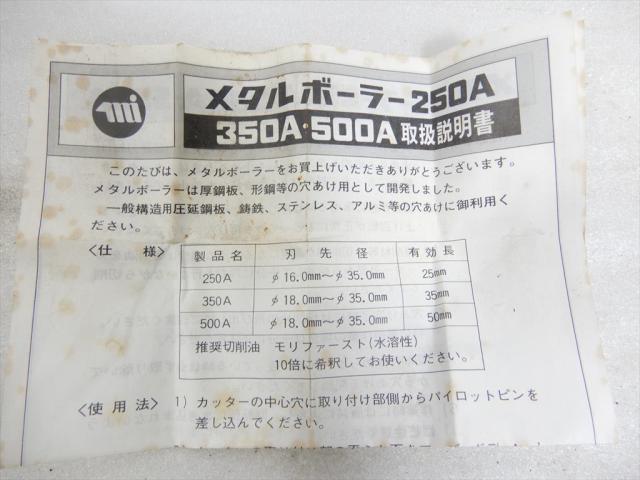 メタルボーラー250A
350A・500A 取扱説明書
このたびは、メタルボーラーをお買上げいただきありがとうございます。
メタルボーラーは厚鋼板、形鋼等の穴あけ用として開発しました。
一般構造用圧延鋼板、鋳鉄、ステンレス、アルミ等の穴あけに御利用く
ださい。
〈仕 様〉
製品名 刃先径 有効長
250A φ16.0mm〜φ35.0mm 25mm
350A φ18.0mm〜φ35.0mm 35mm
500A φ18.0mm〜φ35.0mm 50mm
推奨切削油 モリファースト(水溶性)
10倍に希釈してお使いください。
〈使用法〉 1) カッターの中心穴に取り付け部側からパイロットピンを
差し込んでください。